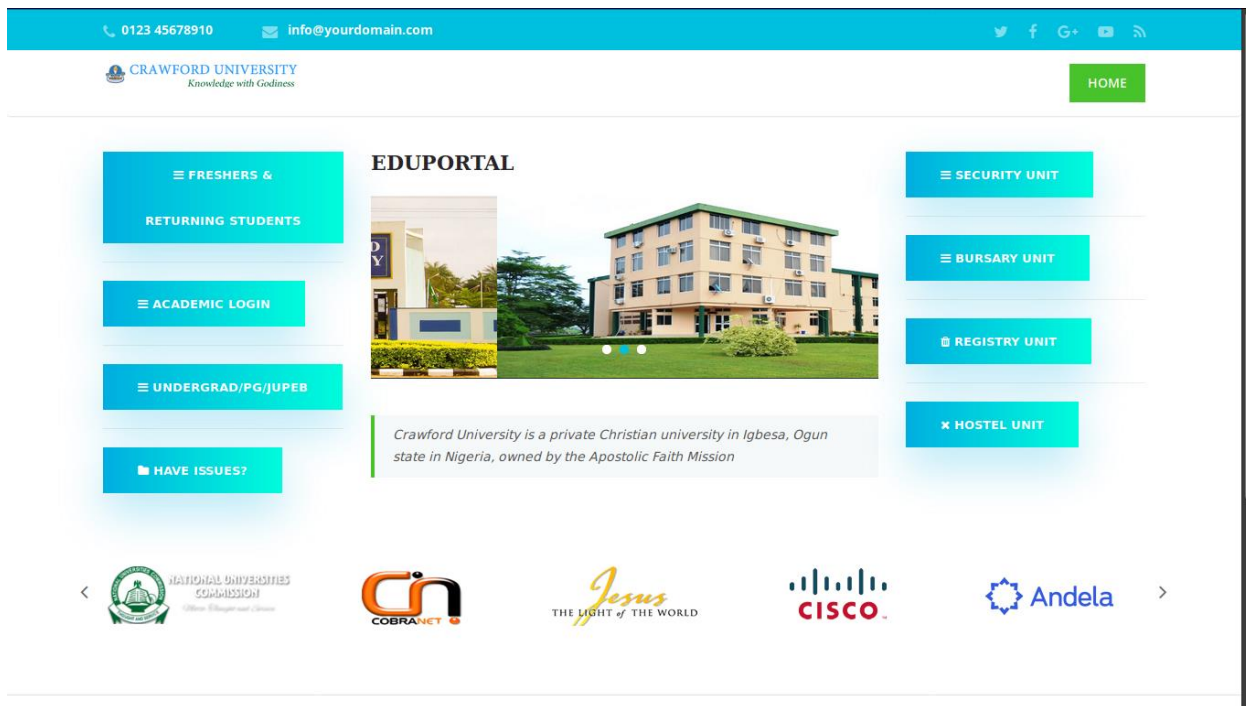 0123 45678910
info@yourdomain.com
CRAWFORD UNIVERSITY
Knowledge with Godiness
HOME
FRESHERS &
RETURNING STUDENTS
ACADEMIC LOGIN
UNDERGRAD/PG/JUPEB
HAVE ISSUES?
EDUPORTAL
D
Y
Crawford University is a private Christian university in Igbesa, Ogun
state in Nigeria, owned by the Apostolic Faith Mission
SECURITY UNIT
BURSARY UNIT
REGISTRY UNIT
HOSTEL UNIT
NATIONAL UNIVERSITIES
COMMISSION
COBRANET
Jesus
THE LIGHT of THE WORLD
CISCO
Andela